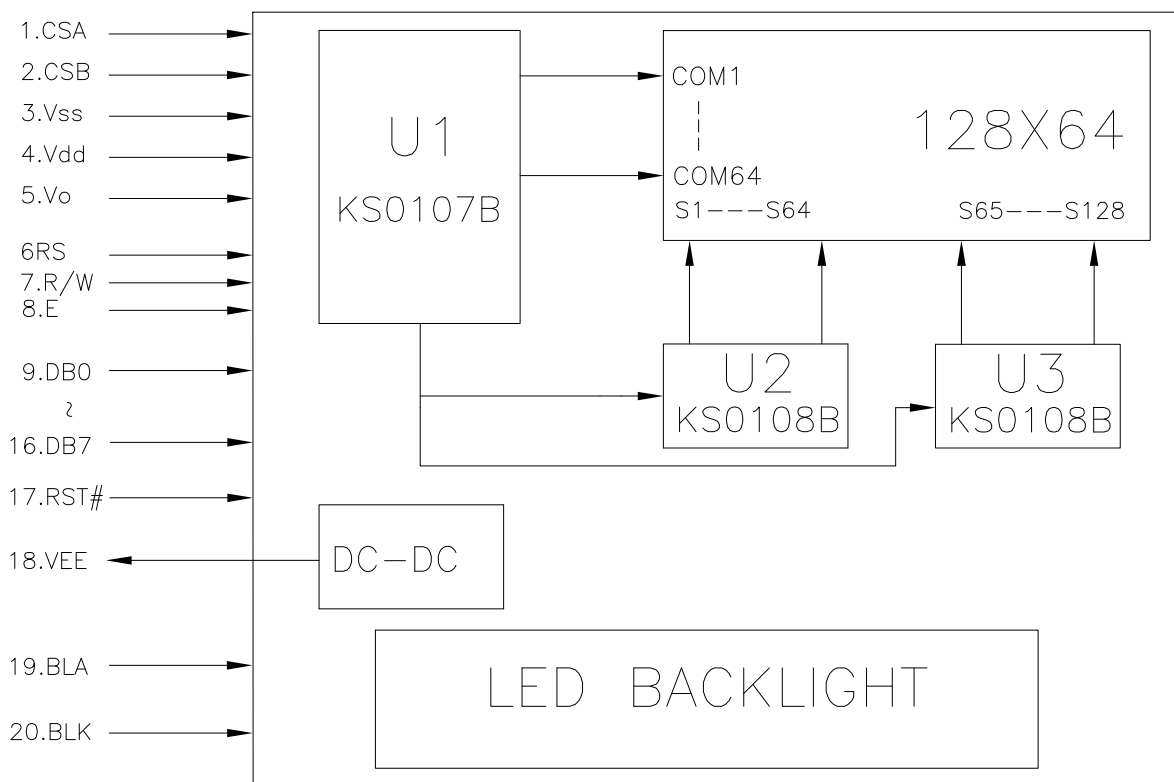 1.CSA
2.CSB
3.Vss
4.Vdd
5.Vo
6RS
7.R/W
8.E
9.DB0
~
16.DB7
17.RST#
18.VEE
19.BLA
20.BLK
U1
KS0107B
COM1
COM64
128X64
S1---S64
S65---S128
U2
KS0108B
U3
KS0108B
DC-DC
LED BACKLIGHT